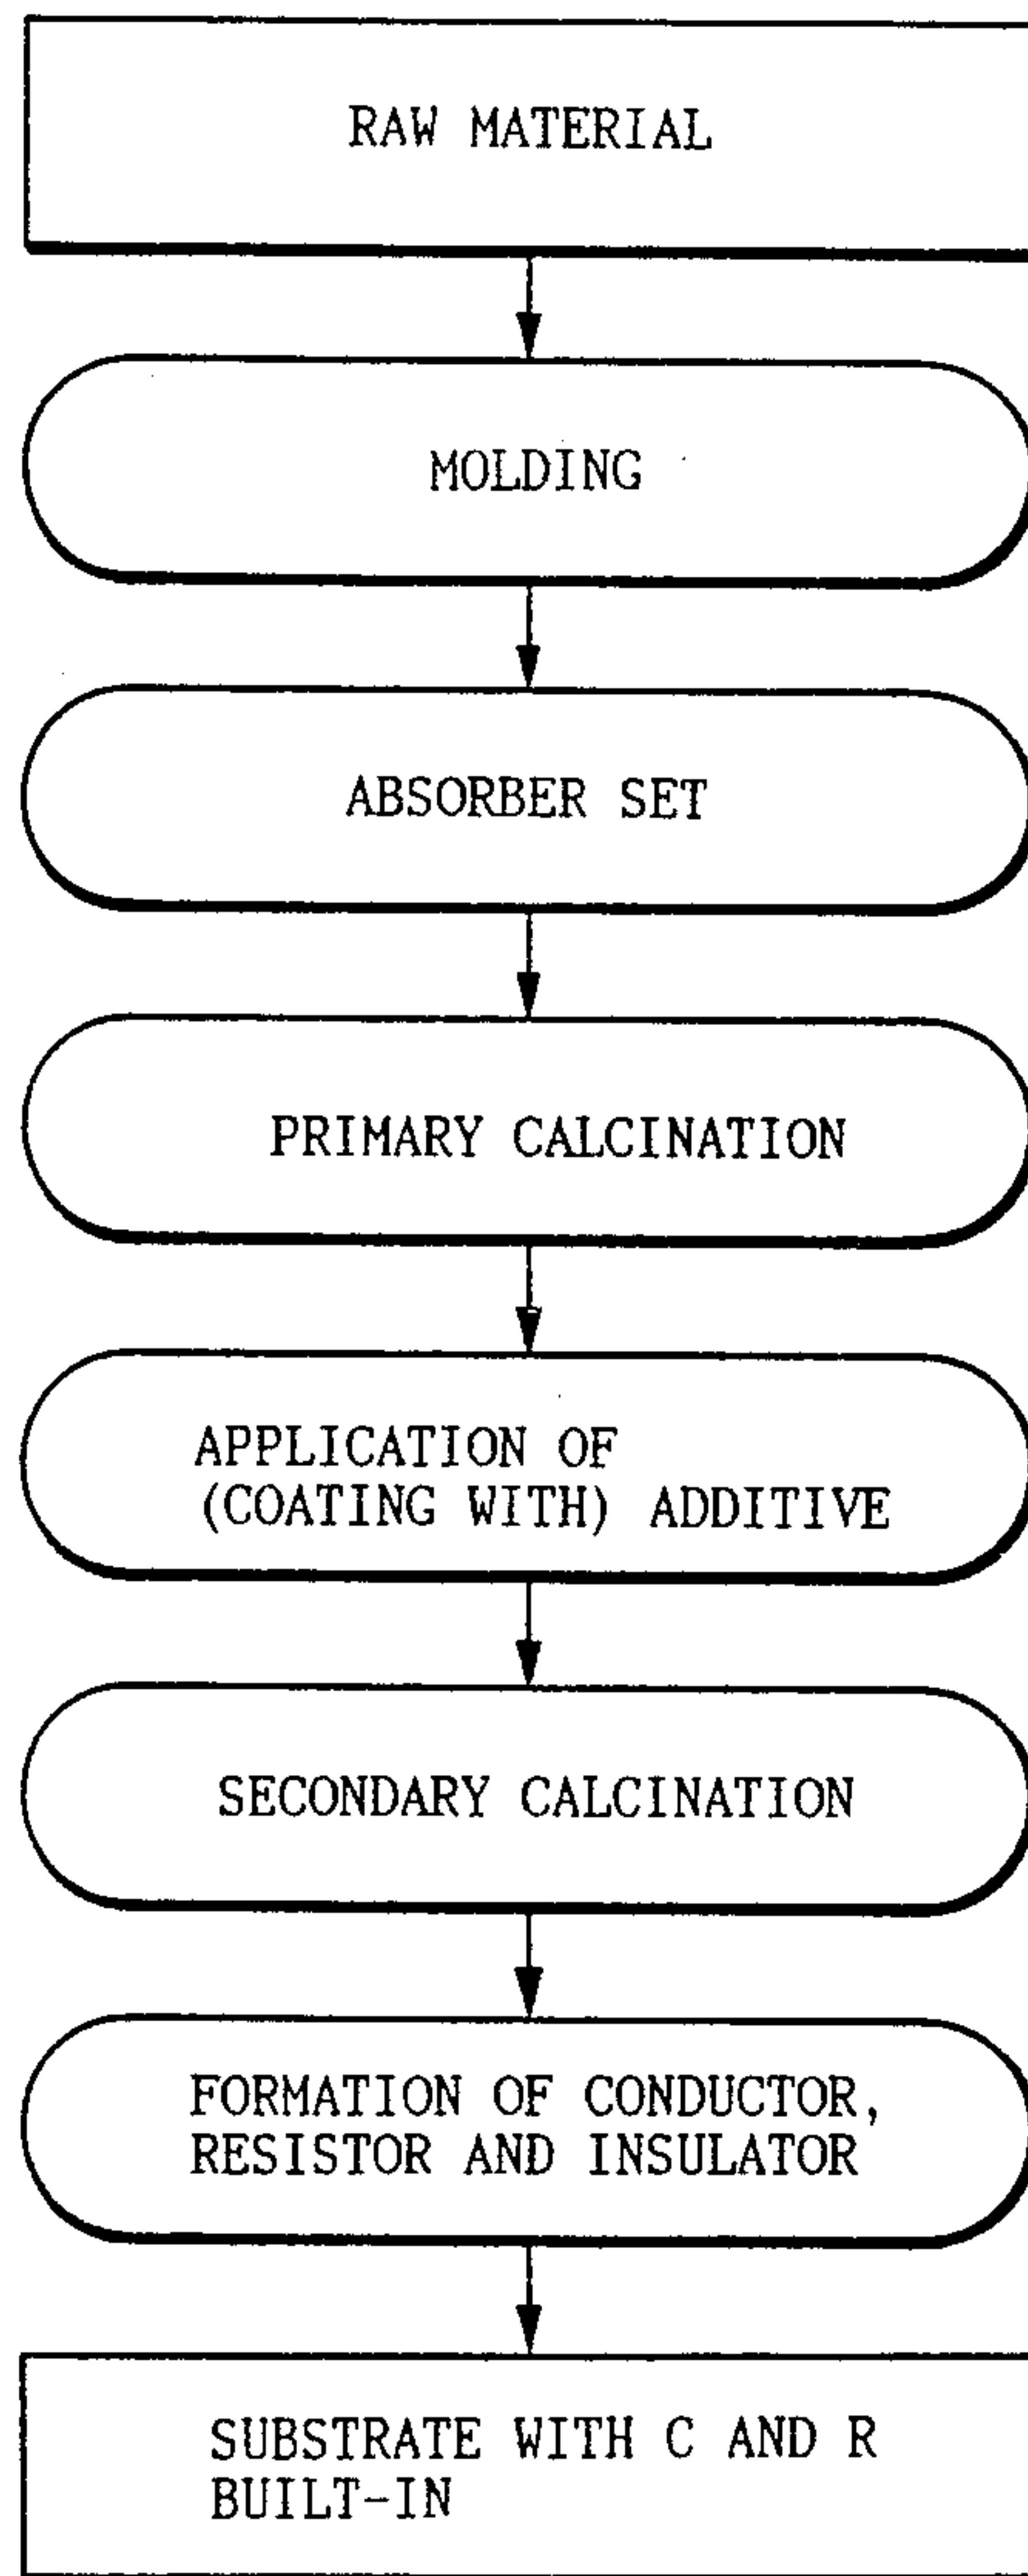 RAW MATERIAL
MOLDING
ABSORBER SET
PRIMARY CALCINATION
APPLICATION OF
(COATING WITH) ADDITIVE
SECONDARY CALCINATION
FORMATION OF CONDUCTOR,
RESISTOR AND INSULATOR
SUBSTRATE WITH C AND R
BUILT-IN